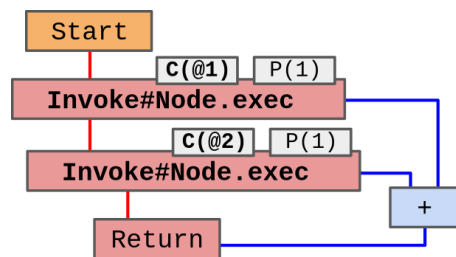 Start
C(@1) P(1)
Invoke#Node.exec
C(@2) P(1)
Invoke#Node.exec
+
Return